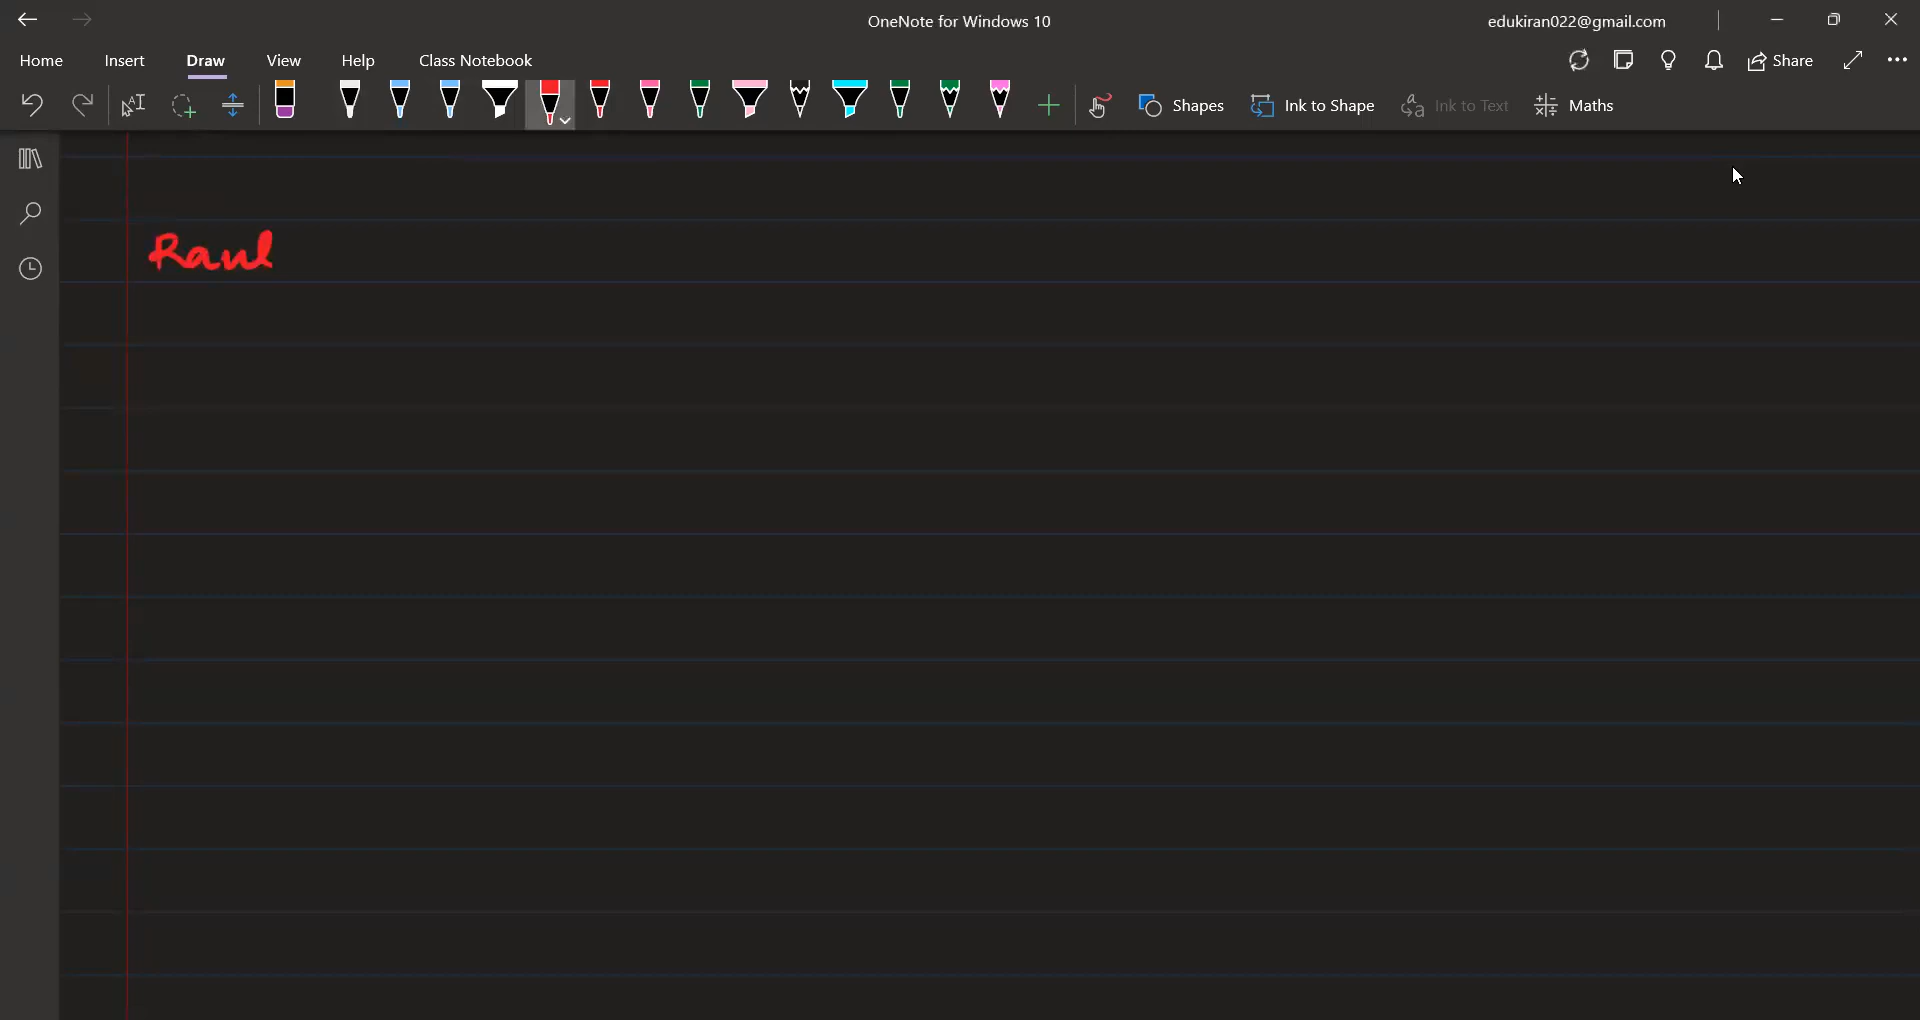 OneNote for Windows 10
edukiran022@gmail.com
Home Insert Draw View Help Class Notebook
Share
Shapes Ink to Shape Ink to Text Maths
Raul